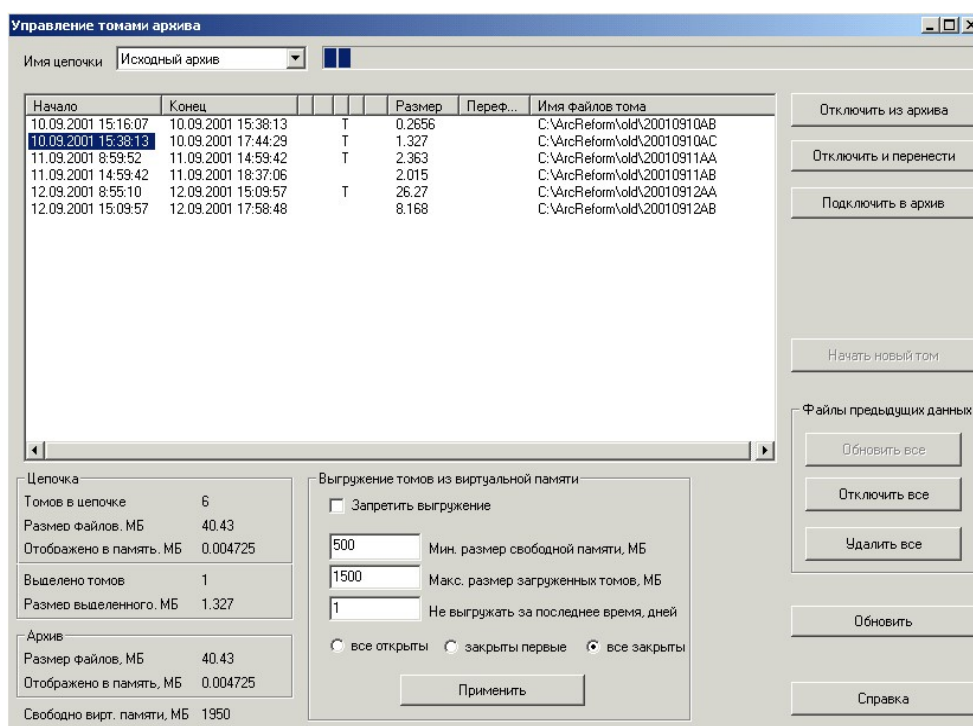 Управление томами архива
Имя цепочки Исходный архив
Начало Конец Размер Переф... Имя файлов тома
10.09.2001 15:16:07 10.09.2001 15:38:13 T 0.2656 C:\ArcReform\old\20010910AB
10.09.2001 15:38:13 10.09.2001 17:44:29 T 1.327 C:\ArcReform\old\20010910AC
11.09.2001 8:59:52 11.09.2001 14:59:42 T 2.363 C:\ArcReform\old\20010911AA
11.09.2001 14:59:42 11.09.2001 18:37:06 2.015 C:\ArcReform\old\20010911AB
12.09.2001 8:55:10 12.09.2001 15:09:57 T 26.27 C:\ArcReform\old\20010912AA
12.09.2001 15:09:57 12.09.2001 17:58:48 8.168 C:\ArcReform\old\20010912AB
Отключить из архива
Отключить и перенести
Подключить в архив
Начать новый том
Файлы предыдущих данных
Обновить все
Отключить все
Удалить все
Обновить
Справка
Цепочка
Томов в цепочке 6
Размер файлов. МБ 40.43
Отображено в память. МБ 0.004725
Выделено томов 1
Размер выделенного. МБ 1.327
Архив
Размер файлов, МБ 40.43
Отображено в память, МБ 0.004725
Свободно вирт. памяти, МБ 1950
Выгружение томов из виртуальной памяти
Запретить выгружение
500 Мин. размер свободной памяти, МБ
1500 Макс. размер загруженных томов, МБ
1 Не выгружать за последнее время, дней
все открыты закрыты первые все закрыты
Применить